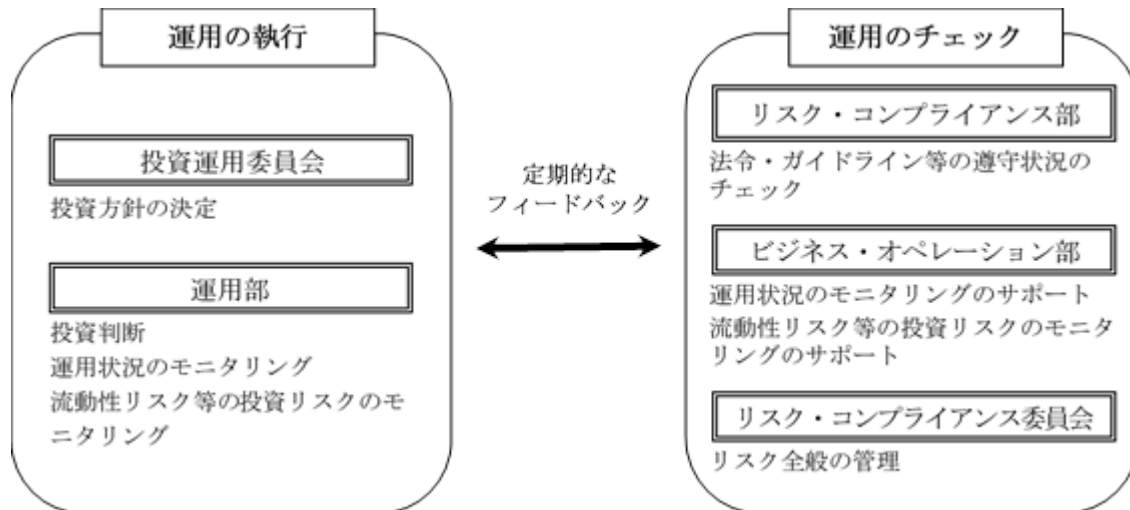 運用の執行
投資運用委員会
投資方針の決定
運用部
投資判断
運用状況のモニタリング
流動性リスク等の投資リスクのモ
ニタリング
定期的な
フィードバック
運用のチェック
リスク・コンプライアンス部
法令・ガイドライン等の遵守状況の
チェック
ビジネス・オペレーション部
運用状況のモニタリングのサポート
流動性リスク等の投資リスクのモニタ
リングのサポート
リスク・コンプライアンス委員会
リスク全般の管理